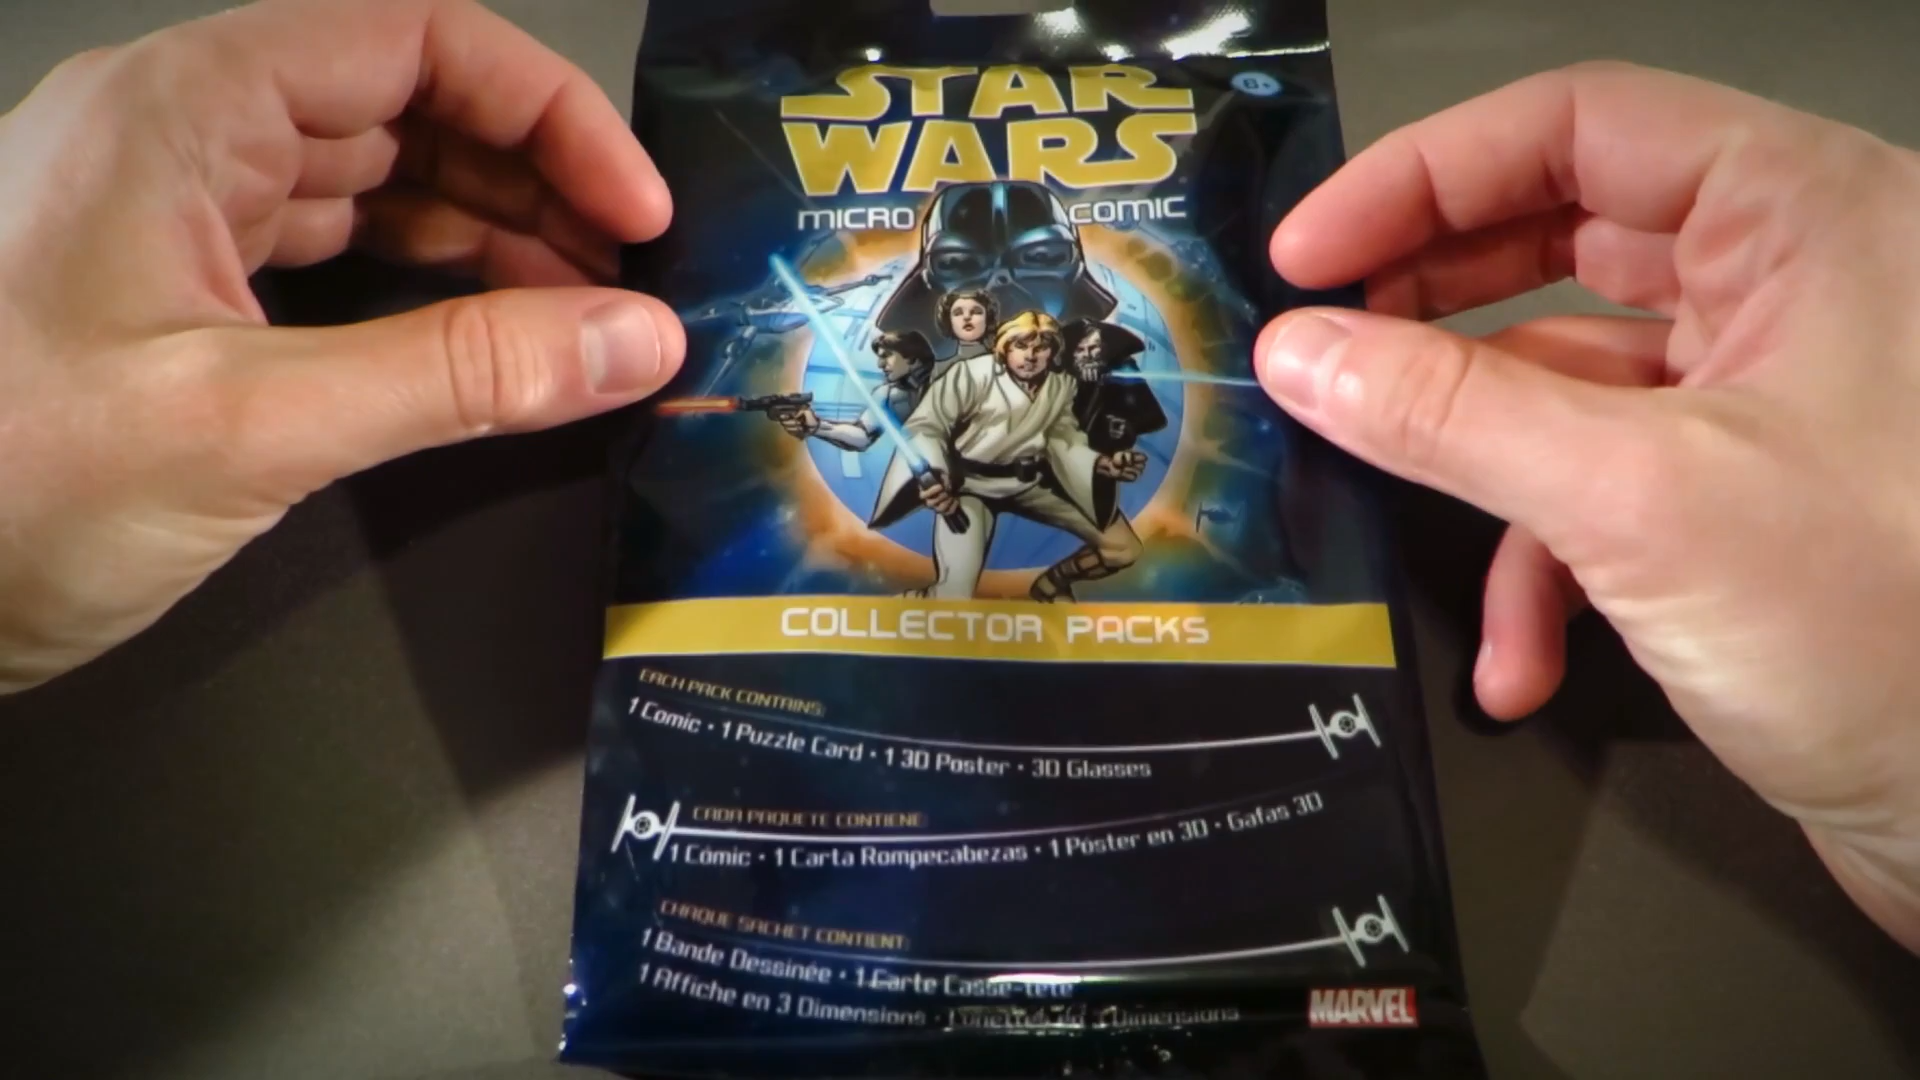 STAR
WARS
6+
MICRO COMIC
COLLECTOR PACKS
EACH PACK CONTAINS:
1 Comic • 1 Puzzle Card • 1 3D Poster • 3D Glasses
CADA PAQUETE CONTIENE:
1 Cómic • 1 Carta Rompecabezas • 1 Póster en 3D • Gafas 3D
CHAQUE SACHET CONTIENT:
1 Bande Dessinée • 1 Carte Casse-tête
1 Affiche en 3 Dimensions • 3 Dimensions
MARVEL